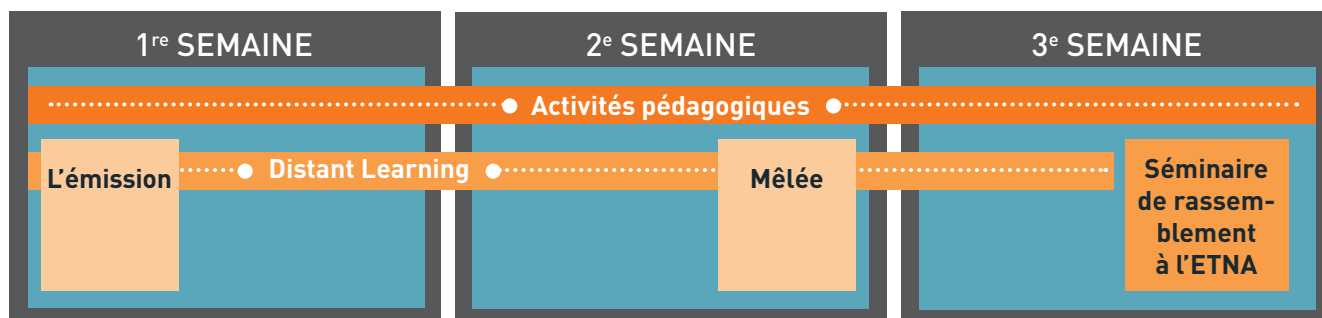 1re SEMAINE
2e SEMAINE
3e SEMAINE
Activités pédagogiques
L’émission
Distant Learning
Mêlée
Séminaire
de rassem-
blement
à l’ETNA